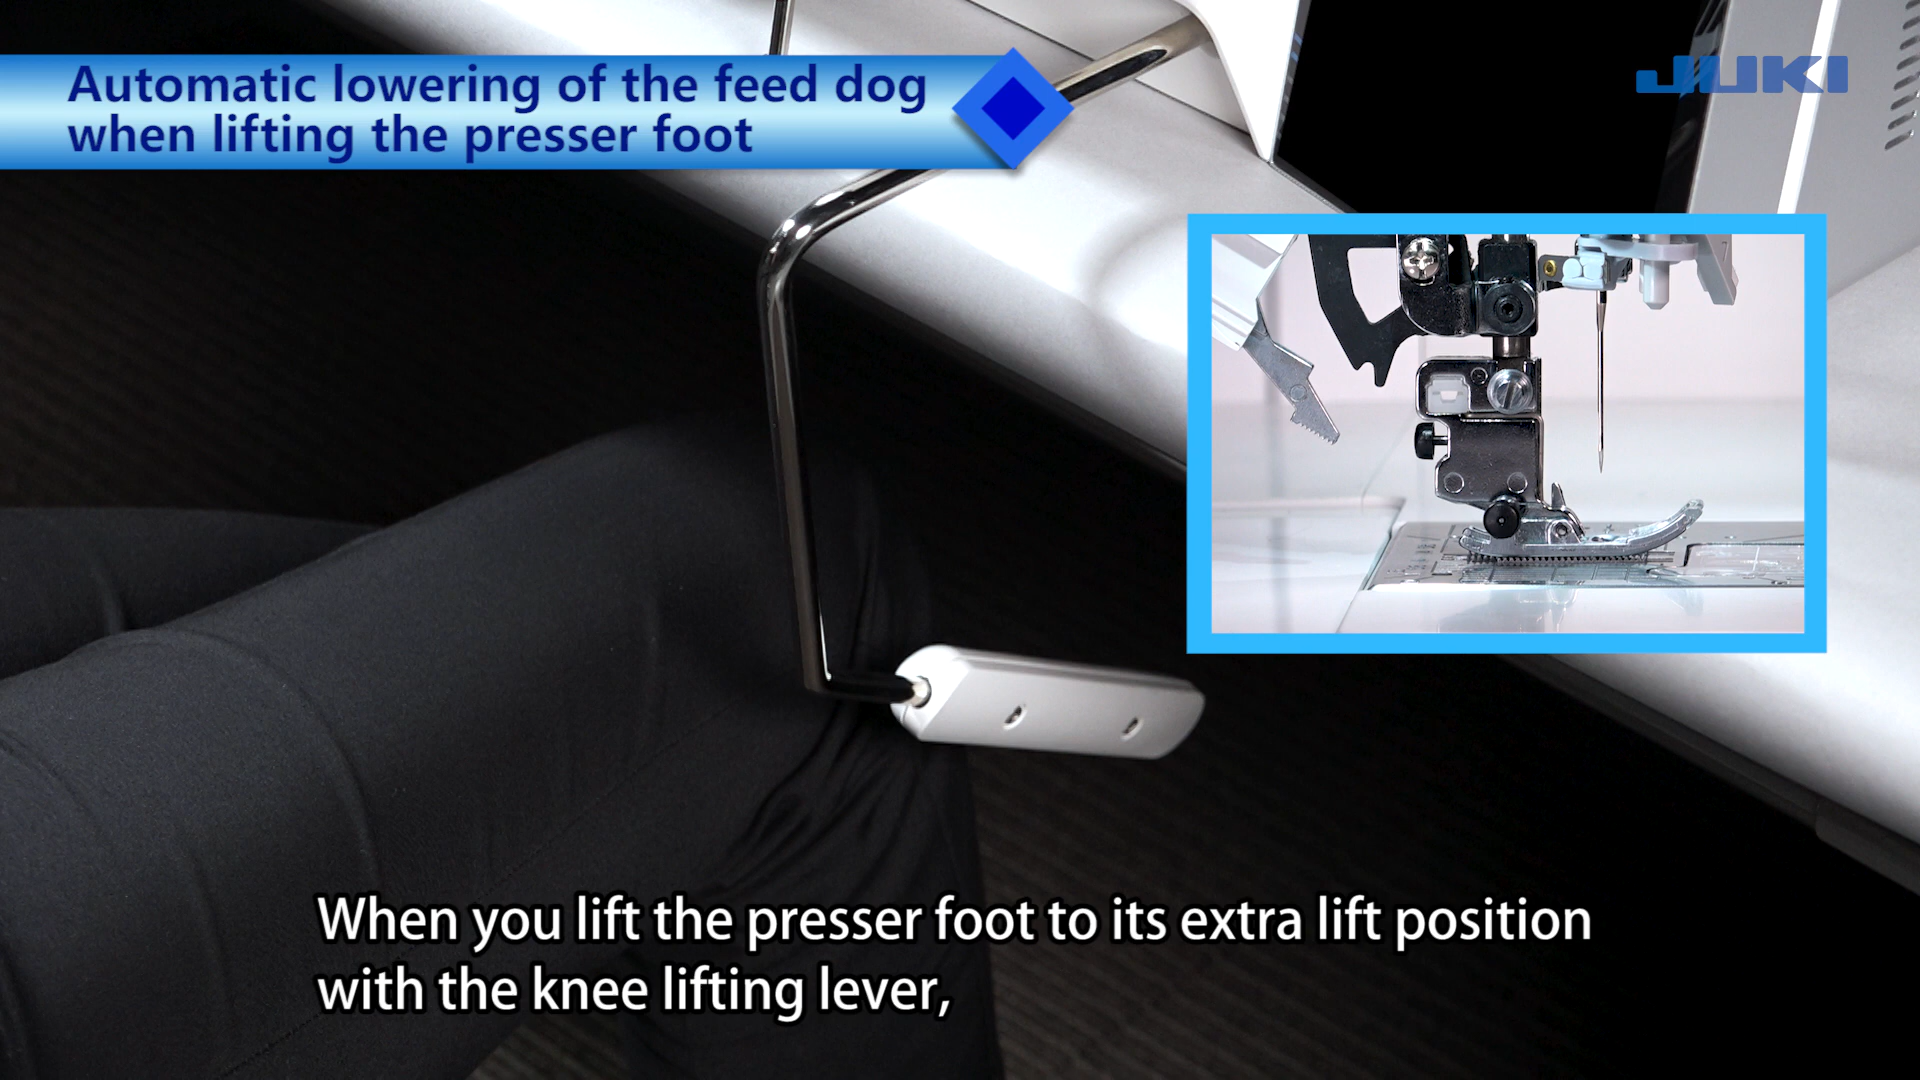 Automatic lowering of the feed dog
when lifting the presser foot
JUKI
When you lift the presser foot to its extra lift position
with the knee lifting lever,